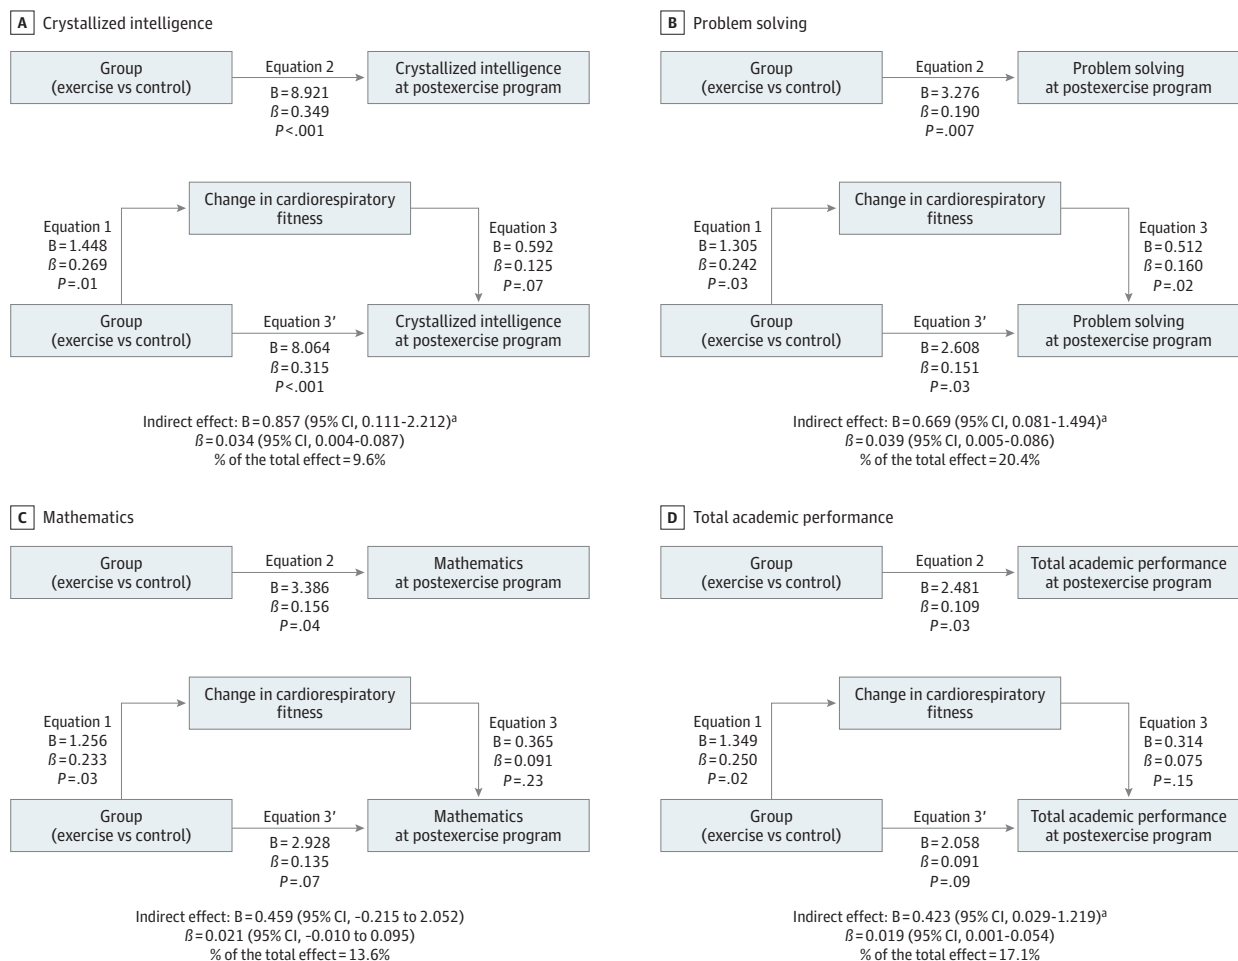 A Crystallized intelligence
Group
(exercise vs control)
Equation 2
B=8.921
ß=0.349
P<.001
Crystallized intelligence
at postexercise program
Change in cardiorespiratory
fitness
Equation 1
B=1.448
ß=0.269
P=.01
Equation 3
B=0.592
ß=0.125
P=.07
Group
(exercise vs control)
Equation 3′
B=8.064
ß=0.315
P<.001
Crystallized intelligence
at postexercise program
Indirect effect: B=0.857 (95% CI, 0.111-2.212)ᵃ
ß=0.034 (95% CI, 0.004-0.087)
% of the total effect=9.6%
B Problem solving
Group
(exercise vs control)
Equation 2
B=3.276
ß=0.190
P=.007
Problem solving
at postexercise program
Change in cardiorespiratory
fitness
Equation 1
B=1.305
ß=0.242
P=.03
Equation 3
B=0.512
ß=0.160
P=.02
Group
(exercise vs control)
Equation 3′
B=2.608
ß=0.151
P=.03
Problem solving
at postexercise program
Indirect effect: B=0.669 (95% CI, 0.081-1.494)ᵃ
ß=0.039 (95% CI, 0.005-0.086)
% of the total effect=20.4%
C Mathematics
Group
(exercise vs control)
Equation 2
B=3.386
ß=0.156
P=.04
Mathematics
at postexercise program
Change in cardiorespiratory
fitness
Equation 1
B=1.256
ß=0.233
P=.03
Equation 3
B=0.365
ß=0.091
P=.23
Group
(exercise vs control)
Equation 3′
B=2.928
ß=0.135
P=.07
Mathematics
at postexercise program
Indirect effect: B=0.459 (95% CI, -0.215 to 2.052)
ß=0.021 (95% CI, -0.010 to 0.095)
% of the total effect=13.6%
D Total academic performance
Group
(exercise vs control)
Equation 2
B=2.481
ß=0.109
P=.03
Total academic performance
at postexercise program
Change in cardiorespiratory
fitness
Equation 1
B=1.349
ß=0.250
P=.02
Equation 3
B=0.314
ß=0.075
P=.15
Group
(exercise vs control)
Equation 3′
B=2.058
ß=0.091
P=.09
Total academic performance
at postexercise program
Indirect effect: B=0.423 (95% CI, 0.029-1.219)ᵃ
ß=0.019 (95% CI, 0.001-0.054)
% of the total effect=17.1%